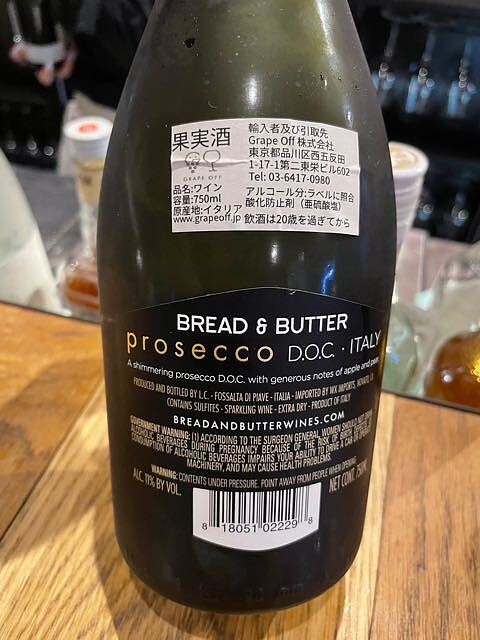 果実酒
GRAPE OFF
輸入者及び引取先
Grape Off 株式会社
東京都品川区西五反田
1-17-1第二東栄ビル602
Tel: 03-6417-0980
品名:ワイン
容量:750ml
原産地:イタリア
www.grapeoff.jp
アルコール分:ラベルに照合
酸化防止剤（亜硫酸塩）
飲酒は20歳を過ぎてから
BREAD & BUTTER
prosecco D.O.C. · ITALY
A shimmering prosecco D.O.C. with generous notes of apple and pear
PRODUCED AND BOTTLED BY L.C. - FOSSALTA DI PIAVE - ITALIA - IMPORTED BY WX IMPORTS, NOVATO, CA
CONTAINS SULFITES - SPARKLING WINE - EXTRA DRY - PRODUCT OF ITALY
BREADANDBUTTERWINES.COM
GOVERNMENT WARNING: (1) ACCORDING TO THE SURGEON GENERAL, WOMEN SHOULD NOT DRINK
ALCOHOLIC BEVERAGES DURING PREGNANCY BECAUSE OF THE RISK OF BIRTH DEFECTS. (2)
CONSUMPTION OF ALCOHOLIC BEVERAGES IMPAIRS YOUR ABILITY TO DRIVE A CAR OR OPERATE
MACHINERY, AND MAY CAUSE HEALTH PROBLEMS.
WARNING: CONTENTS UNDER PRESSURE. POINT AWAY FROM PEOPLE WHEN OPENING.
ALC. 11% BY VOL.
NET CONT. 750ML
8 18051 02229 8